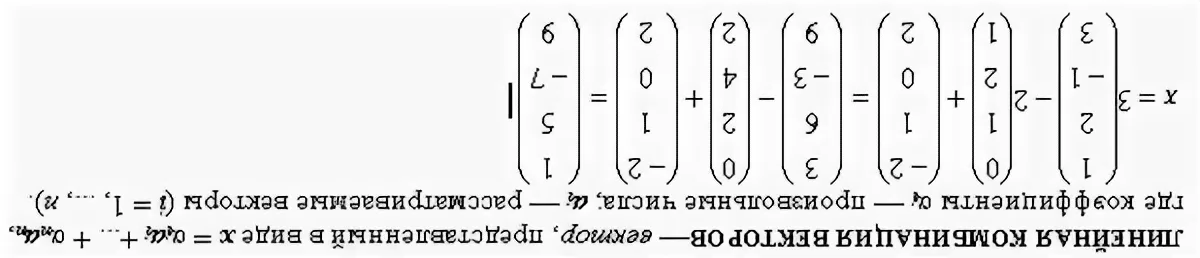 ЛИНЕЙНАЯ КОМБИНАЦИЯ ВЕКТОРОВ— вектор, представленный в виде x = αᵢaᵢ +... + αₙaₙ,
где коэффициенты αᵢ — произвольные числа, aᵢ — рассматриваемые векторы (i = 1, ..., n).
(1) (0) (−2) (3) (0) (−2) (1)
2 1 1 6 2 1 5
x = 3 −1 − 2 2 + 0 = −3 − 4 + 0 = −7
3 1 2 9 2 2 9